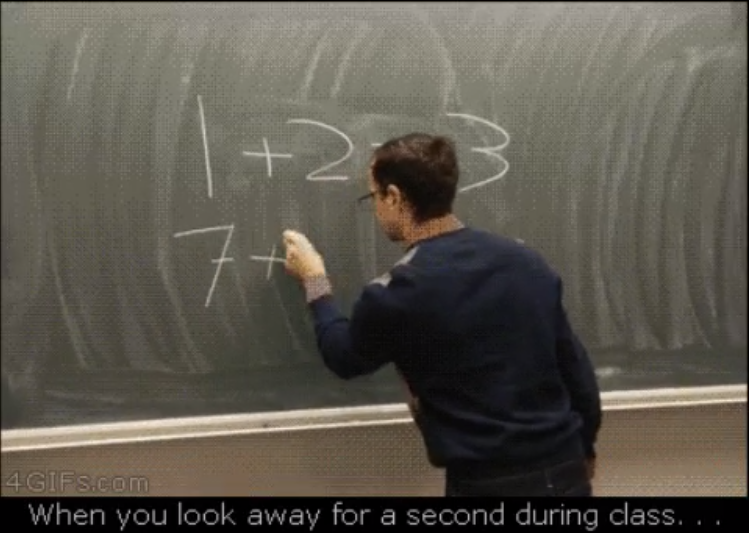 1 + 2 = 3
7 +
4GIFs.com
When you look away for a second during class. . .